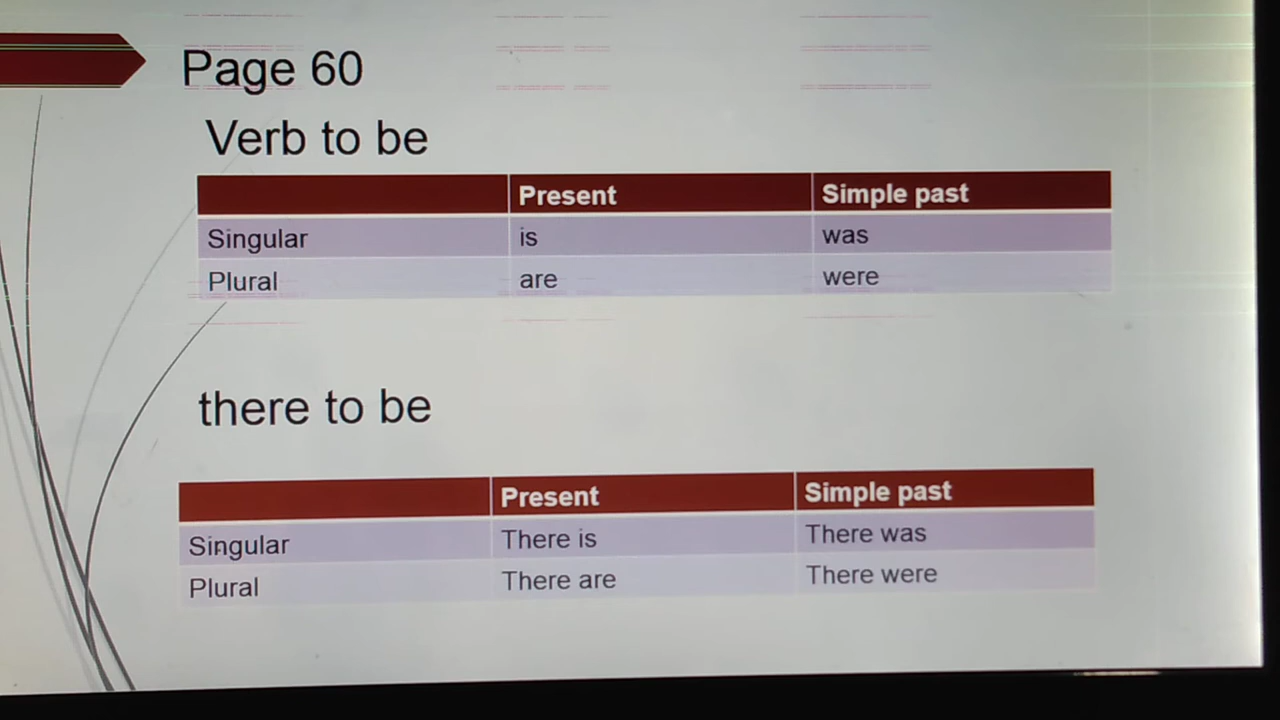 Page 60
Verb to be
Present Simple past
Singular is was
Plural are were
there to be
Present Simple past
Singular There is There was
Plural There are There were